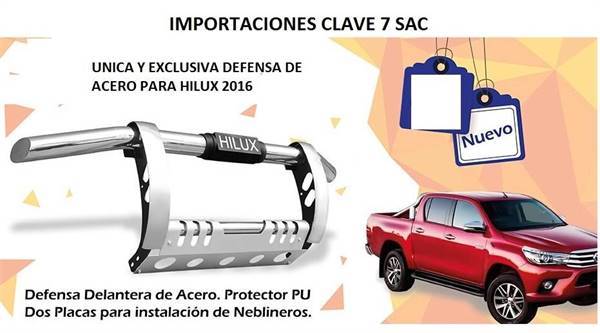 IMPORTACIONES CLAVE 7 SAC
UNICA Y EXCLUSIVA DEFENSA DE
ACERO PARA HILUX 2016
Nuevo
HILUX
Defensa Delantera de Acero. Protector PU
Dos Placas para instalación de Neblineros.